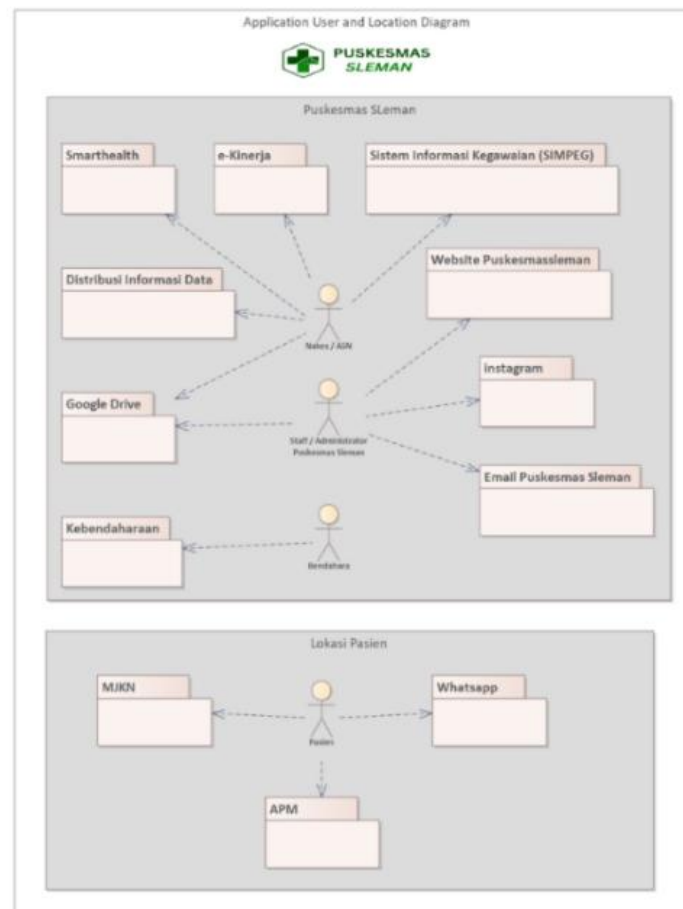 Application User and Location Diagram
PUSKESMAS
SLEMAN
Puskesmas SLeman
Smarthealth
e-Kinerja
Sistem Informasi Kegawaian (SIMPEG)
Distribusi Informasi Data
Website Puskesmassleman
Nakes / ASN
Google Drive
Instagram
Staff / Administrator
Puskesmas Sleman
Email Puskesmas Sleman
Kebendaharaan
Bendahara
Lokasi Pasien
MJKN
Whatsapp
Pasien
APM